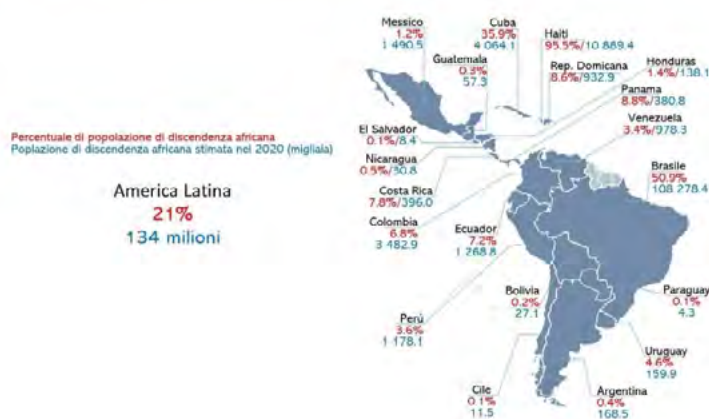 Messico
1.2%
1 490.5
Cuba
35.9%
4 064.1
Haiti
95.5%/10 889.4
Guatemala
0.3%
57.3
Rep. Domicana
8.6%/932.9
Honduras
1.4%/138.1
Panama
8.8%/380.8
Venezuela
3.4%/978.3
El Salvador
0.1%/8.4
Nicaragua
0.5%/30.8
Costa Rica
7.8%/396.0
Brasile
50.9%
108 278.4
Percentuale di popolazione di discendenza africana
Poplazione di discendenza africana stimata nel 2020 (migliaia)
America Latina
21%
134 milioni
Colombia
6.8%
3 482.9
Ecuador
7.2%
1 268.8
Bolivia
0.2%
27.1
Paraguay
0.1%
4.3
Perú
3.6%
1 178.1
Uruguay
4.6%
159.9
Cile
0.1%
11.5
Argentina
0.4%
168.5